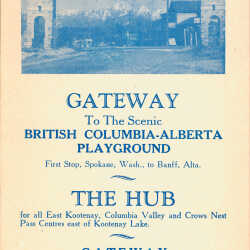 GATEWAY
To The Scenic
BRITISH COLUMBIA-ALBERTA
PLAYGROUND
First Stop, Spokane, Wash., to Banff, Alta.
THE HUB
for all East Kootenay, Columbia Valley and Crows Nest
Pass Centres east of Kootenay Lake.
GATEWAY